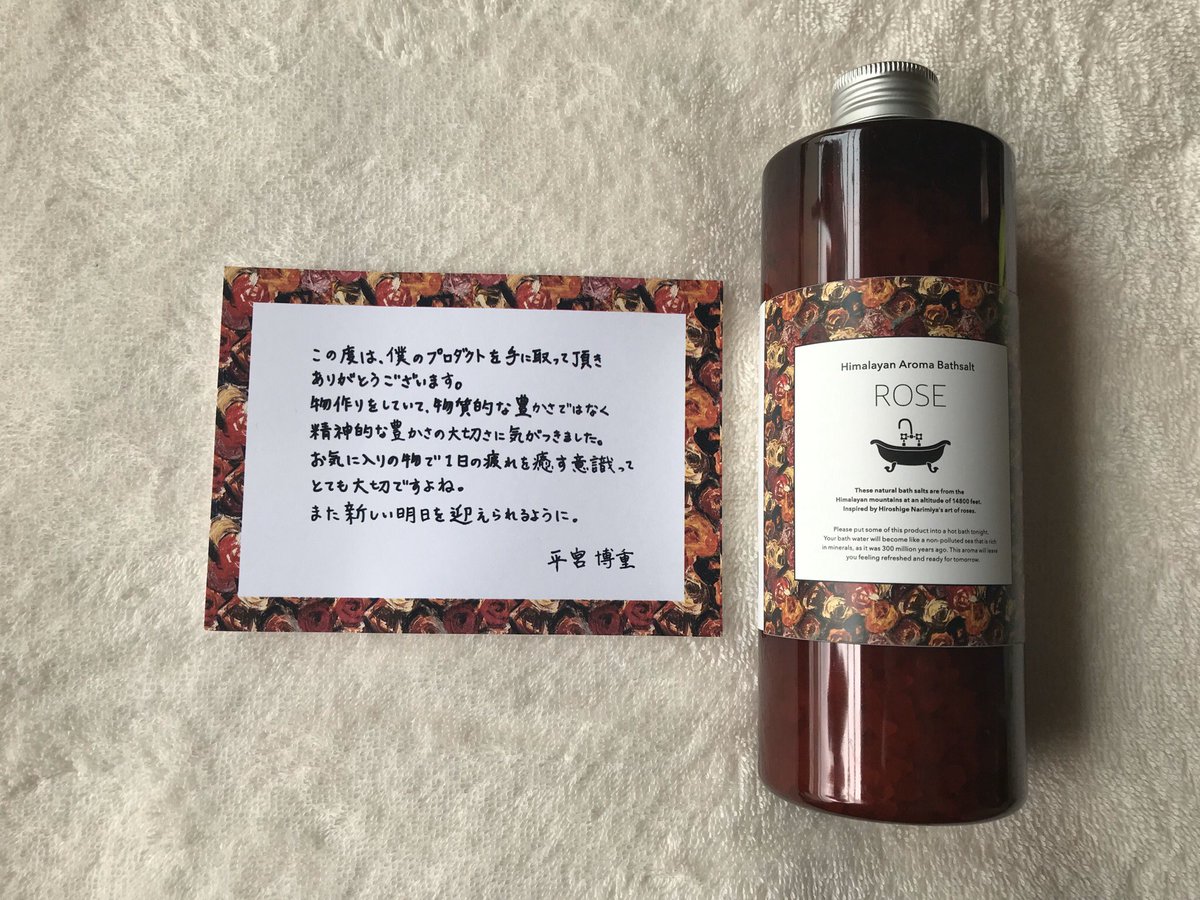 この度は、僕のプロダクトを手に取って頂き
ありがとうございます。
物作りをしていて、物質的な豊かさではなく
精神的な豊かさの大切さに気がつきました。
お気に入りの物で1日の疲れを癒す意識って
とても大切ですよね。
また新しい明日を迎えられるように。
平宮博重
Himalayan Aroma Bathsalt
ROSE
These natural bath salts are from the
Himalayan mountains at an altitude of 14800 feet.
Inspired by Hiroshige Narimiya's art of roses.
Please put some of this product into a hot bath tonight.
Your bath water will become like a non-polluted sea that is rich
in minerals, as it was 300 million years ago. This aroma will leave
you feeling refreshed and ready for tomorrow.